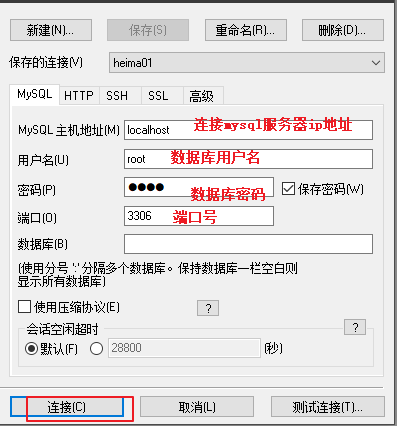 新建(N)... 保存(S) 重命名(R)... 删除(D)...
保存的连接(V) heima01
MySQL HTTP SSH SSL 高级
MySQL 主机地址(M) localhost 连接mysql服务器ip地址
用户名(U) root 数据库用户名
密码(P) ●●●● 数据库密码 保存密码(W)
端口(O) 3306 端口号
数据库(B)
(使用分号 ';'分隔多个数据库。保持数据库一栏空白则
显示所有数据库)
使用压缩协议(E) ?
会话空闲超时 ?
默认(F) 28800 (秒)
连接(C) 取消(L) 测试连接(T)...